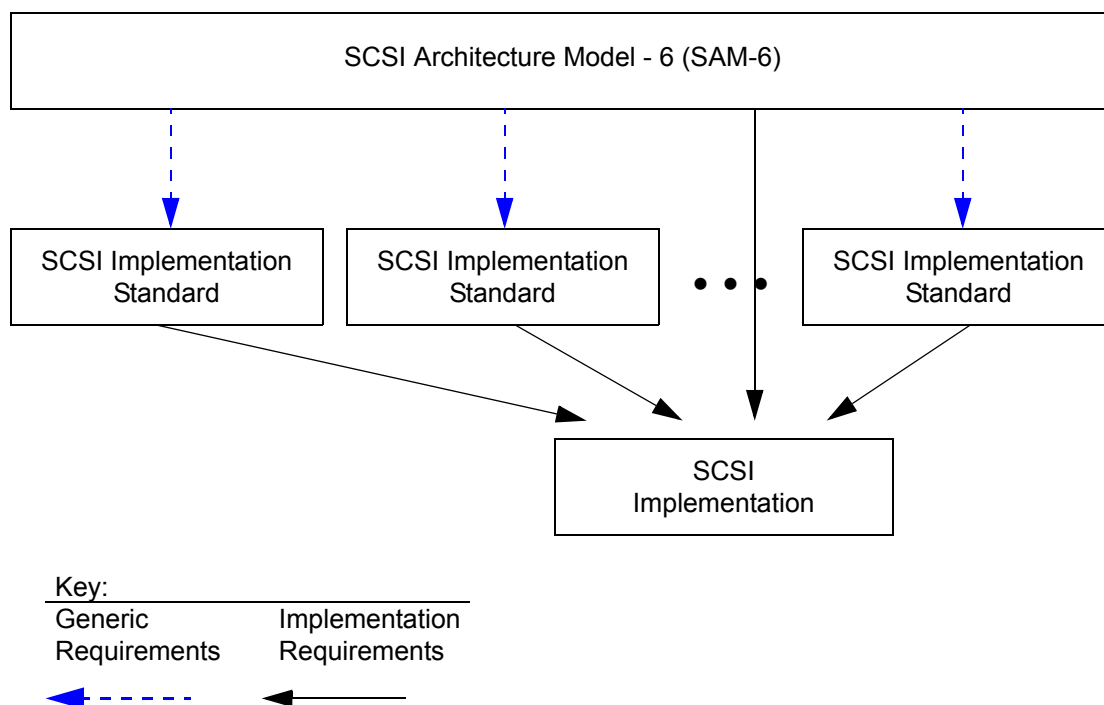 SCSI Architecture Model - 6 (SAM-6)
SCSI Implementation
Standard
SCSI Implementation
Standard
SCSI Implementation
Standard
SCSI
Implementation
Key:
Generic
Requirements
Implementation
Requirements